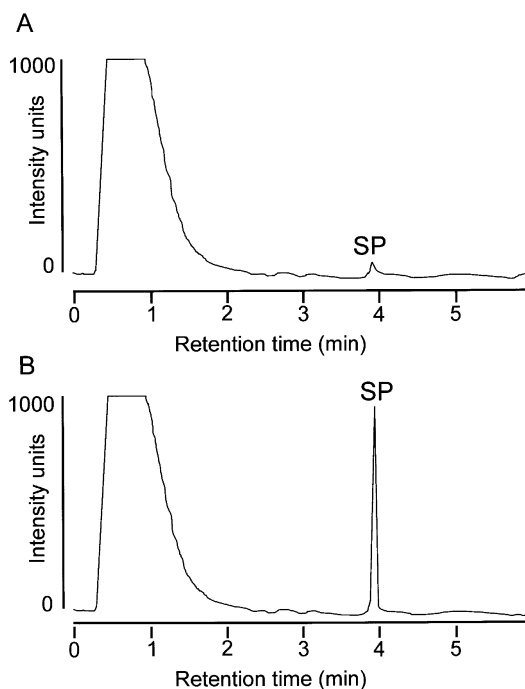 A
1000
Intensity units
0
SP
0 1 2 3 4 5
Retention time (min)
B
1000
Intensity units
0
SP
0 1 2 3 4 5
Retention time (min)